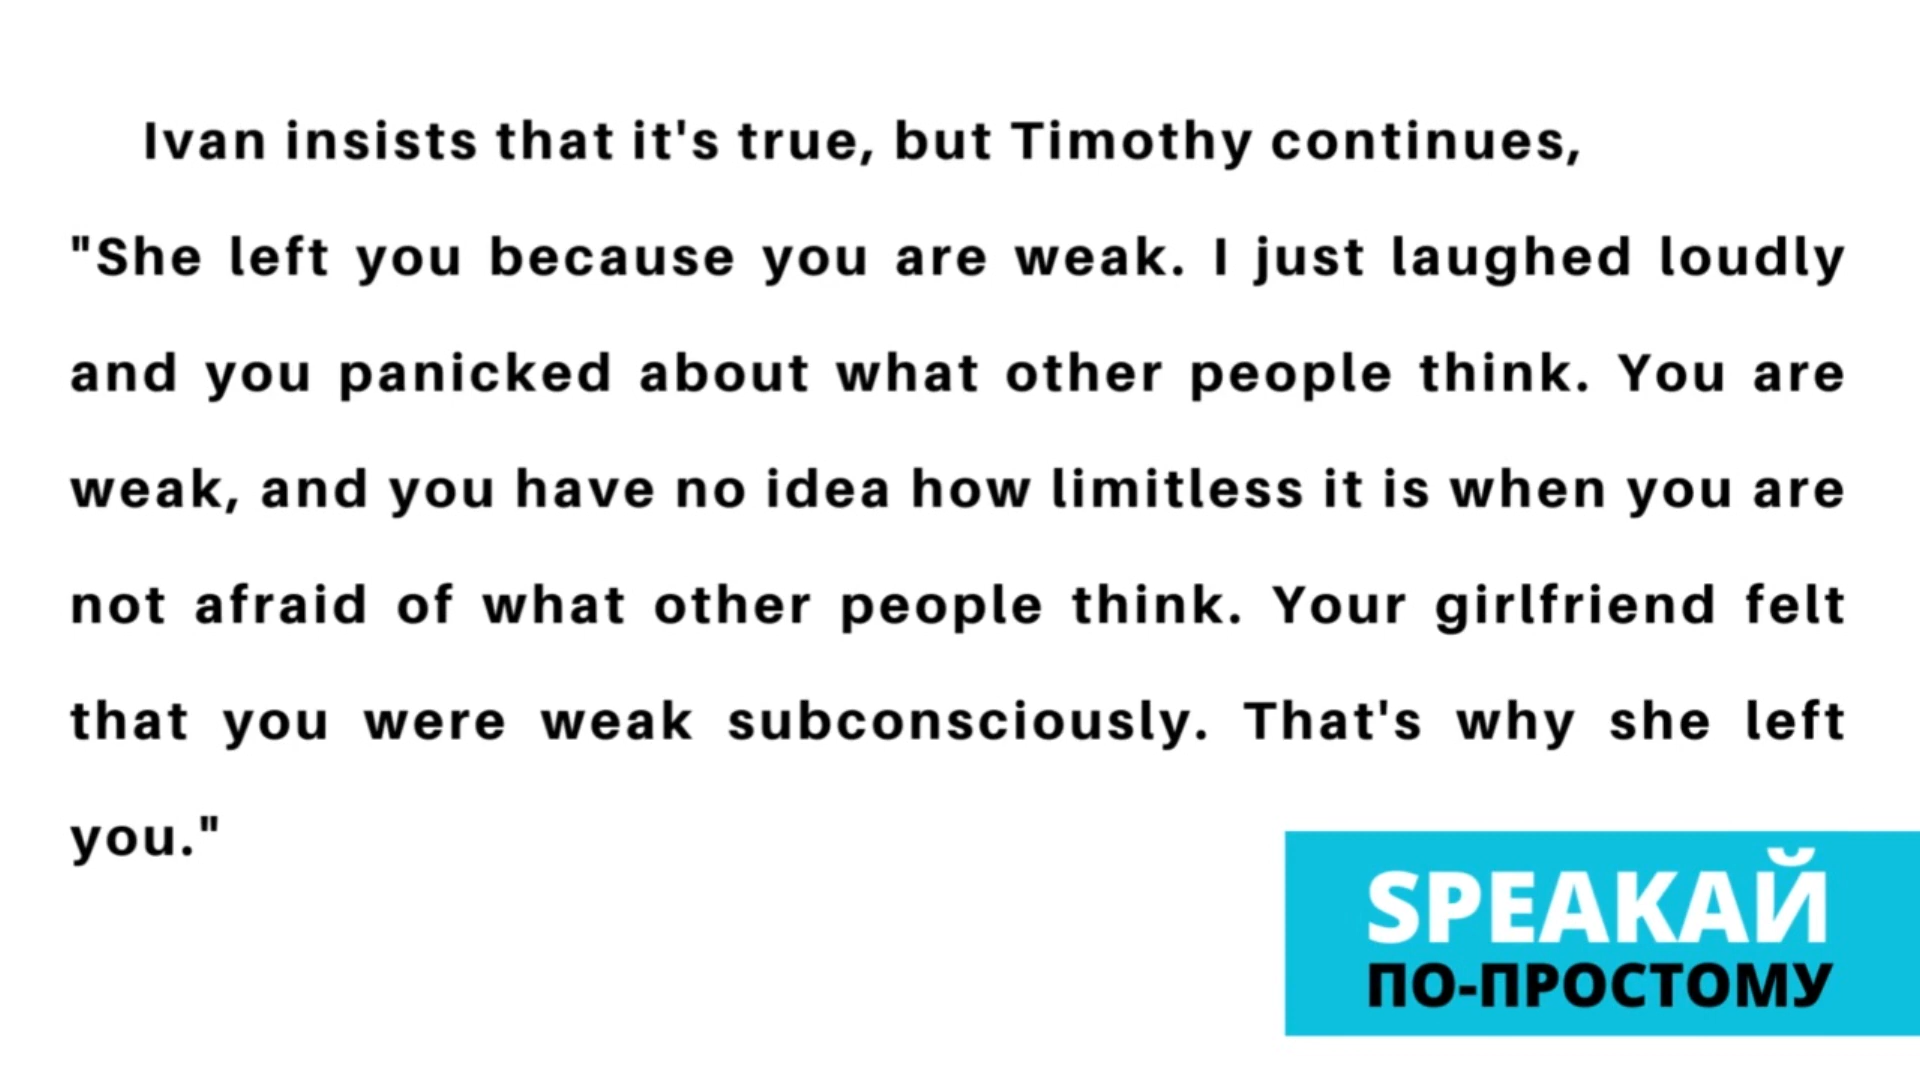 Ivan insists that it's true, but Timothy continues,
"She left you because you are weak. I just laughed loudly
and you panicked about what other people think. You are
weak, and you have no idea how limitless it is when you are
not afraid of what other people think. Your girlfriend felt
that you were weak subconsciously. That's why she left
you."
SPEAKАЙ
ПО-ПРОСТОМУ